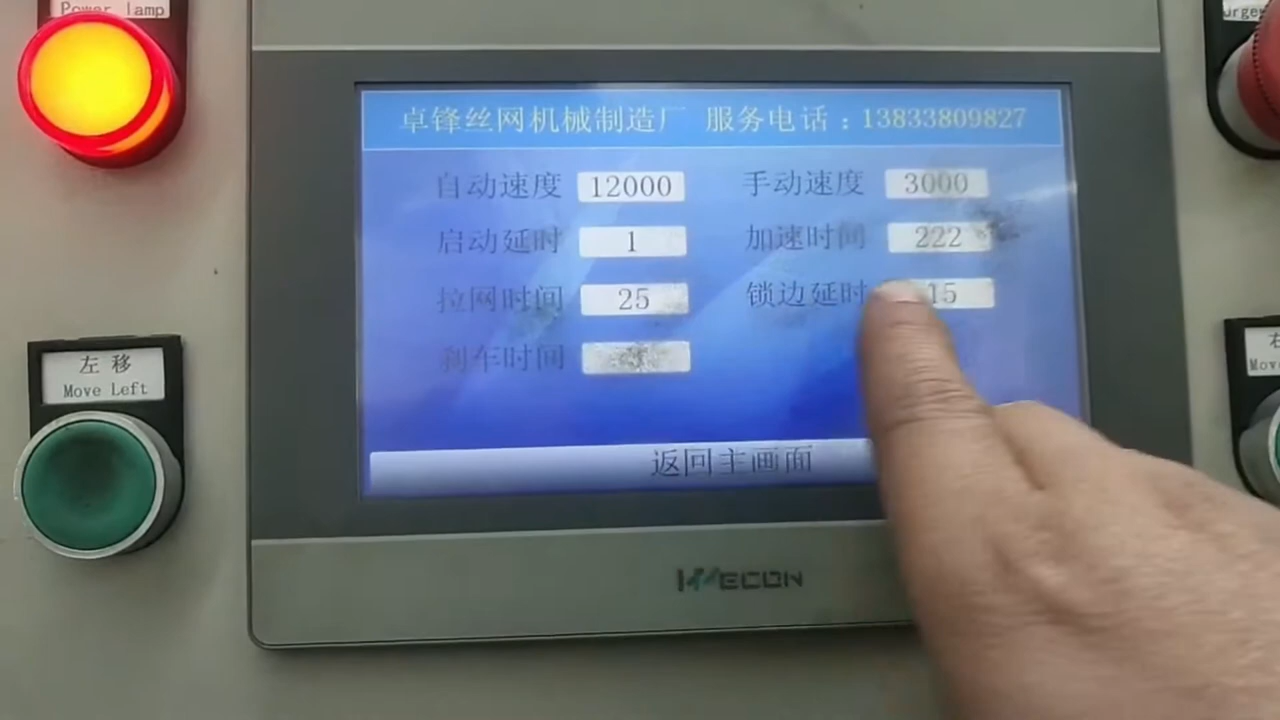 Power lamp
urge
卓锋丝网机械制造厂 服务电话：13833809827
自动速度 12000 手动速度 3000
启动延时 1 加速时间 222
拉网时间 25 锁边延时 15
刹车时间
返回主画面
左移
Move Left
右
Mov
WECON